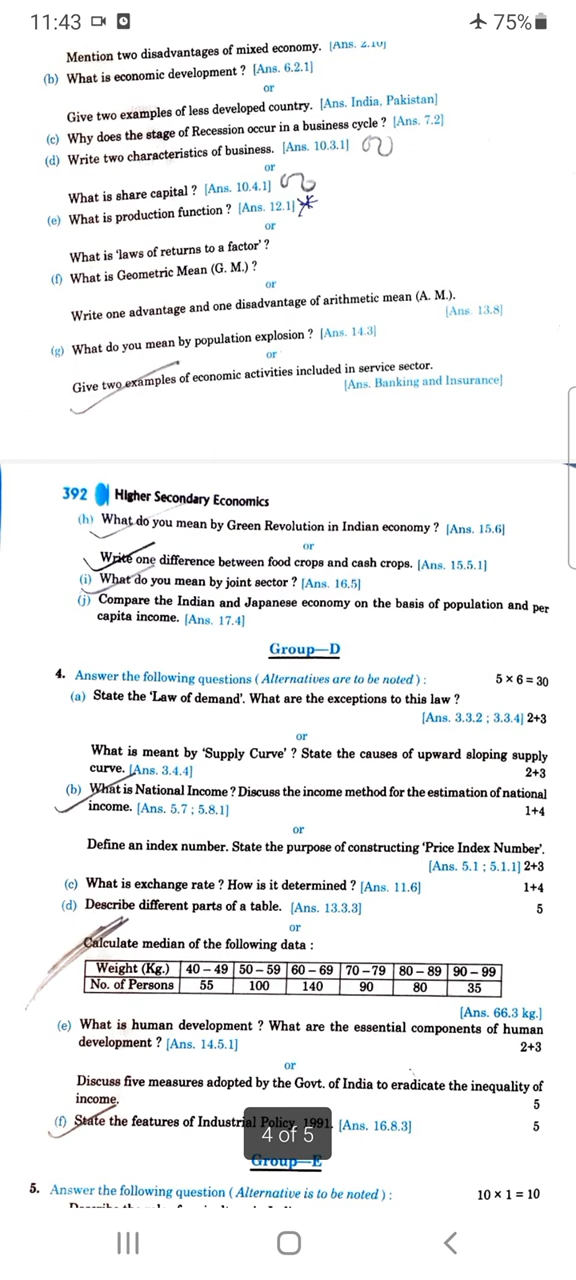 11:43 75%
Mention two disadvantages of mixed economy. [Ans. 2.10]
(b) What is economic development ? [Ans. 6.2.1]
or
Give two examples of less developed country. [Ans. India, Pakistan]
(c) Why does the stage of Recession occur in a business cycle ? [Ans. 7.2]
(d) Write two characteristics of business. [Ans. 10.3.1]
or
What is share capital ? [Ans. 10.4.1]
(e) What is production function ? [Ans. 12.1]
or
What is 'laws of returns to a factor' ?
(f) What is Geometric Mean (G. M.) ?
or
Write one advantage and one disadvantage of arithmetic mean (A. M.).
[Ans. 13.8]
(g) What do you mean by population explosion ? [Ans. 14.3]
or
Give two examples of economic activities included in service sector.
[Ans. Banking and Insurance]
392 Higher Secondary Economics
(h) What do you mean by Green Revolution in Indian economy ? [Ans. 15.6]
or
Write one difference between food crops and cash crops. [Ans. 15.5.1]
(i) What do you mean by joint sector ? [Ans. 16.5]
(j) Compare the Indian and Japanese economy on the basis of population and per
capita income. [Ans. 17.4]
Group—D
4. Answer the following questions ( Alternatives are to be noted ) : 5 × 6 = 30
(a) State the 'Law of demand'. What are the exceptions to this law ?
[Ans. 3.3.2 ; 3.3.4] 2+3
or
What is meant by 'Supply Curve' ? State the causes of upward sloping supply
curve. [Ans. 3.4.4] 2+3
(b) What is National Income ? Discuss the income method for the estimation of national
income. [Ans. 5.7 ; 5.8.1] 1+4
or
Define an index number. State the purpose of constructing 'Price Index Number'.
[Ans. 5.1 ; 5.1.1] 2+3
(c) What is exchange rate ? How is it determined ? [Ans. 11.6] 1+4
(d) Describe different parts of a table. [Ans. 13.3.3] 5
or
Calculate median of the following data :
Weight (Kg.) 40 – 49 50 – 59 60 – 69 70 – 79 80 – 89 90 – 99
No. of Persons 55 100 140 90 80 35
[Ans. 66.3 kg.]
(e) What is human development ? What are the essential components of human
development ? [Ans. 14.5.1] 2+3
or
Discuss five measures adopted by the Govt. of India to eradicate the inequality of
income. 5
(f) State the features of Industrial Policy, 1991. [Ans. 16.8.3] 5
4 of 5
Group—E
5. Answer the following question ( Alternative is to be noted ) : 10 × 1 = 10